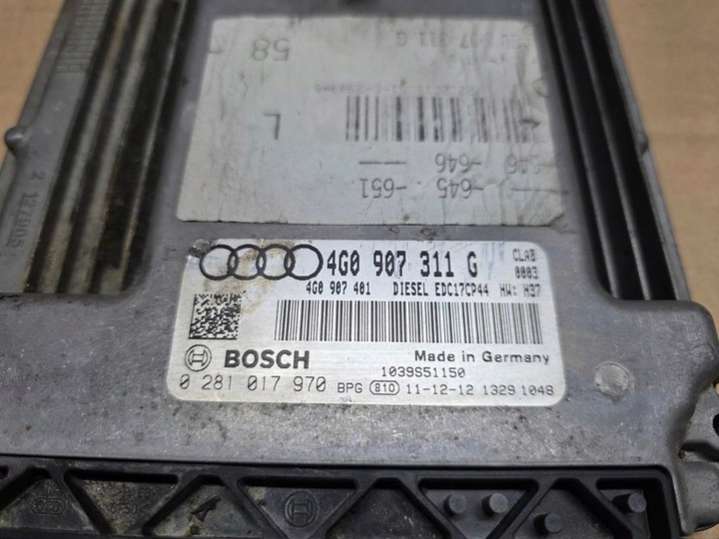 58
L
-646 -646
-645 -651
4G0 907 311 G CLAB
0003
4G0 907 401 DIESEL EDC17CP44 HW: H37
BOSCH Made in Germany
1039S51150
0 281 017 970 BPG 810 11-12-12 1329 1048